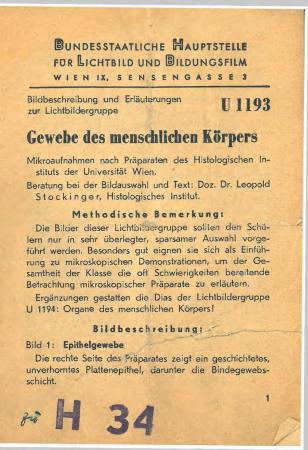 BUNDESSTAATLICHE HAUPTSTELLE
FÜR LICHTBILD UND BILDUNGSFILM
WIEN IX, SENSENGASSE 3
Bildbeschreibung und Erläuterungen
zur Lichtbildergruppe
U 1193
Gewebe des menschlichen Körpers
Mikroaufnahmen nach Präparaten des Histologischen In-
stituts der Universität Wien.
Beratung bei der Bildauswahl und Text: Doz. Dr. Leopold
Stockinger, Histologisches Institut.
Methodische Bemerkung:
Die Bilder dieser Lichtbildergruppe sollten den Schü-
lern nur in sehr überlegter, sparsamer Auswahl vorge-
führt werden. Besonders gut eignen sie sich als Einfüh-
rung zu mikroskopischen Demonstrationen, um der Ge-
samtheit der Klasse die oft Schwierigkeiten bereitende
Betrachtung mikroskopischer Präparate zu erläutern.
Ergänzungen gestatten die Dias der Lichtbildergruppe
U 1194: Organe des menschlichen Körpers!
Bildbeschreibung:
Bild 1: Epithelgewebe
Die rechte Seite des Präparates zeigt ein geschichtetes,
unverhorntes Plattenepithel, darunter die Bindegewebs-
schicht.
1
zu H 34